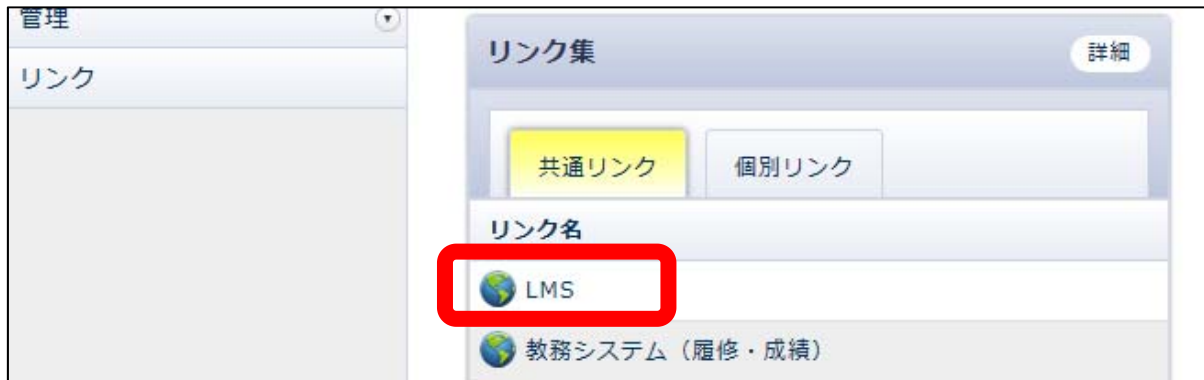 管理
リンク
リンク集
詳細
共通リンク
個別リンク
リンク名
LMS
教務システム（履修・成績）